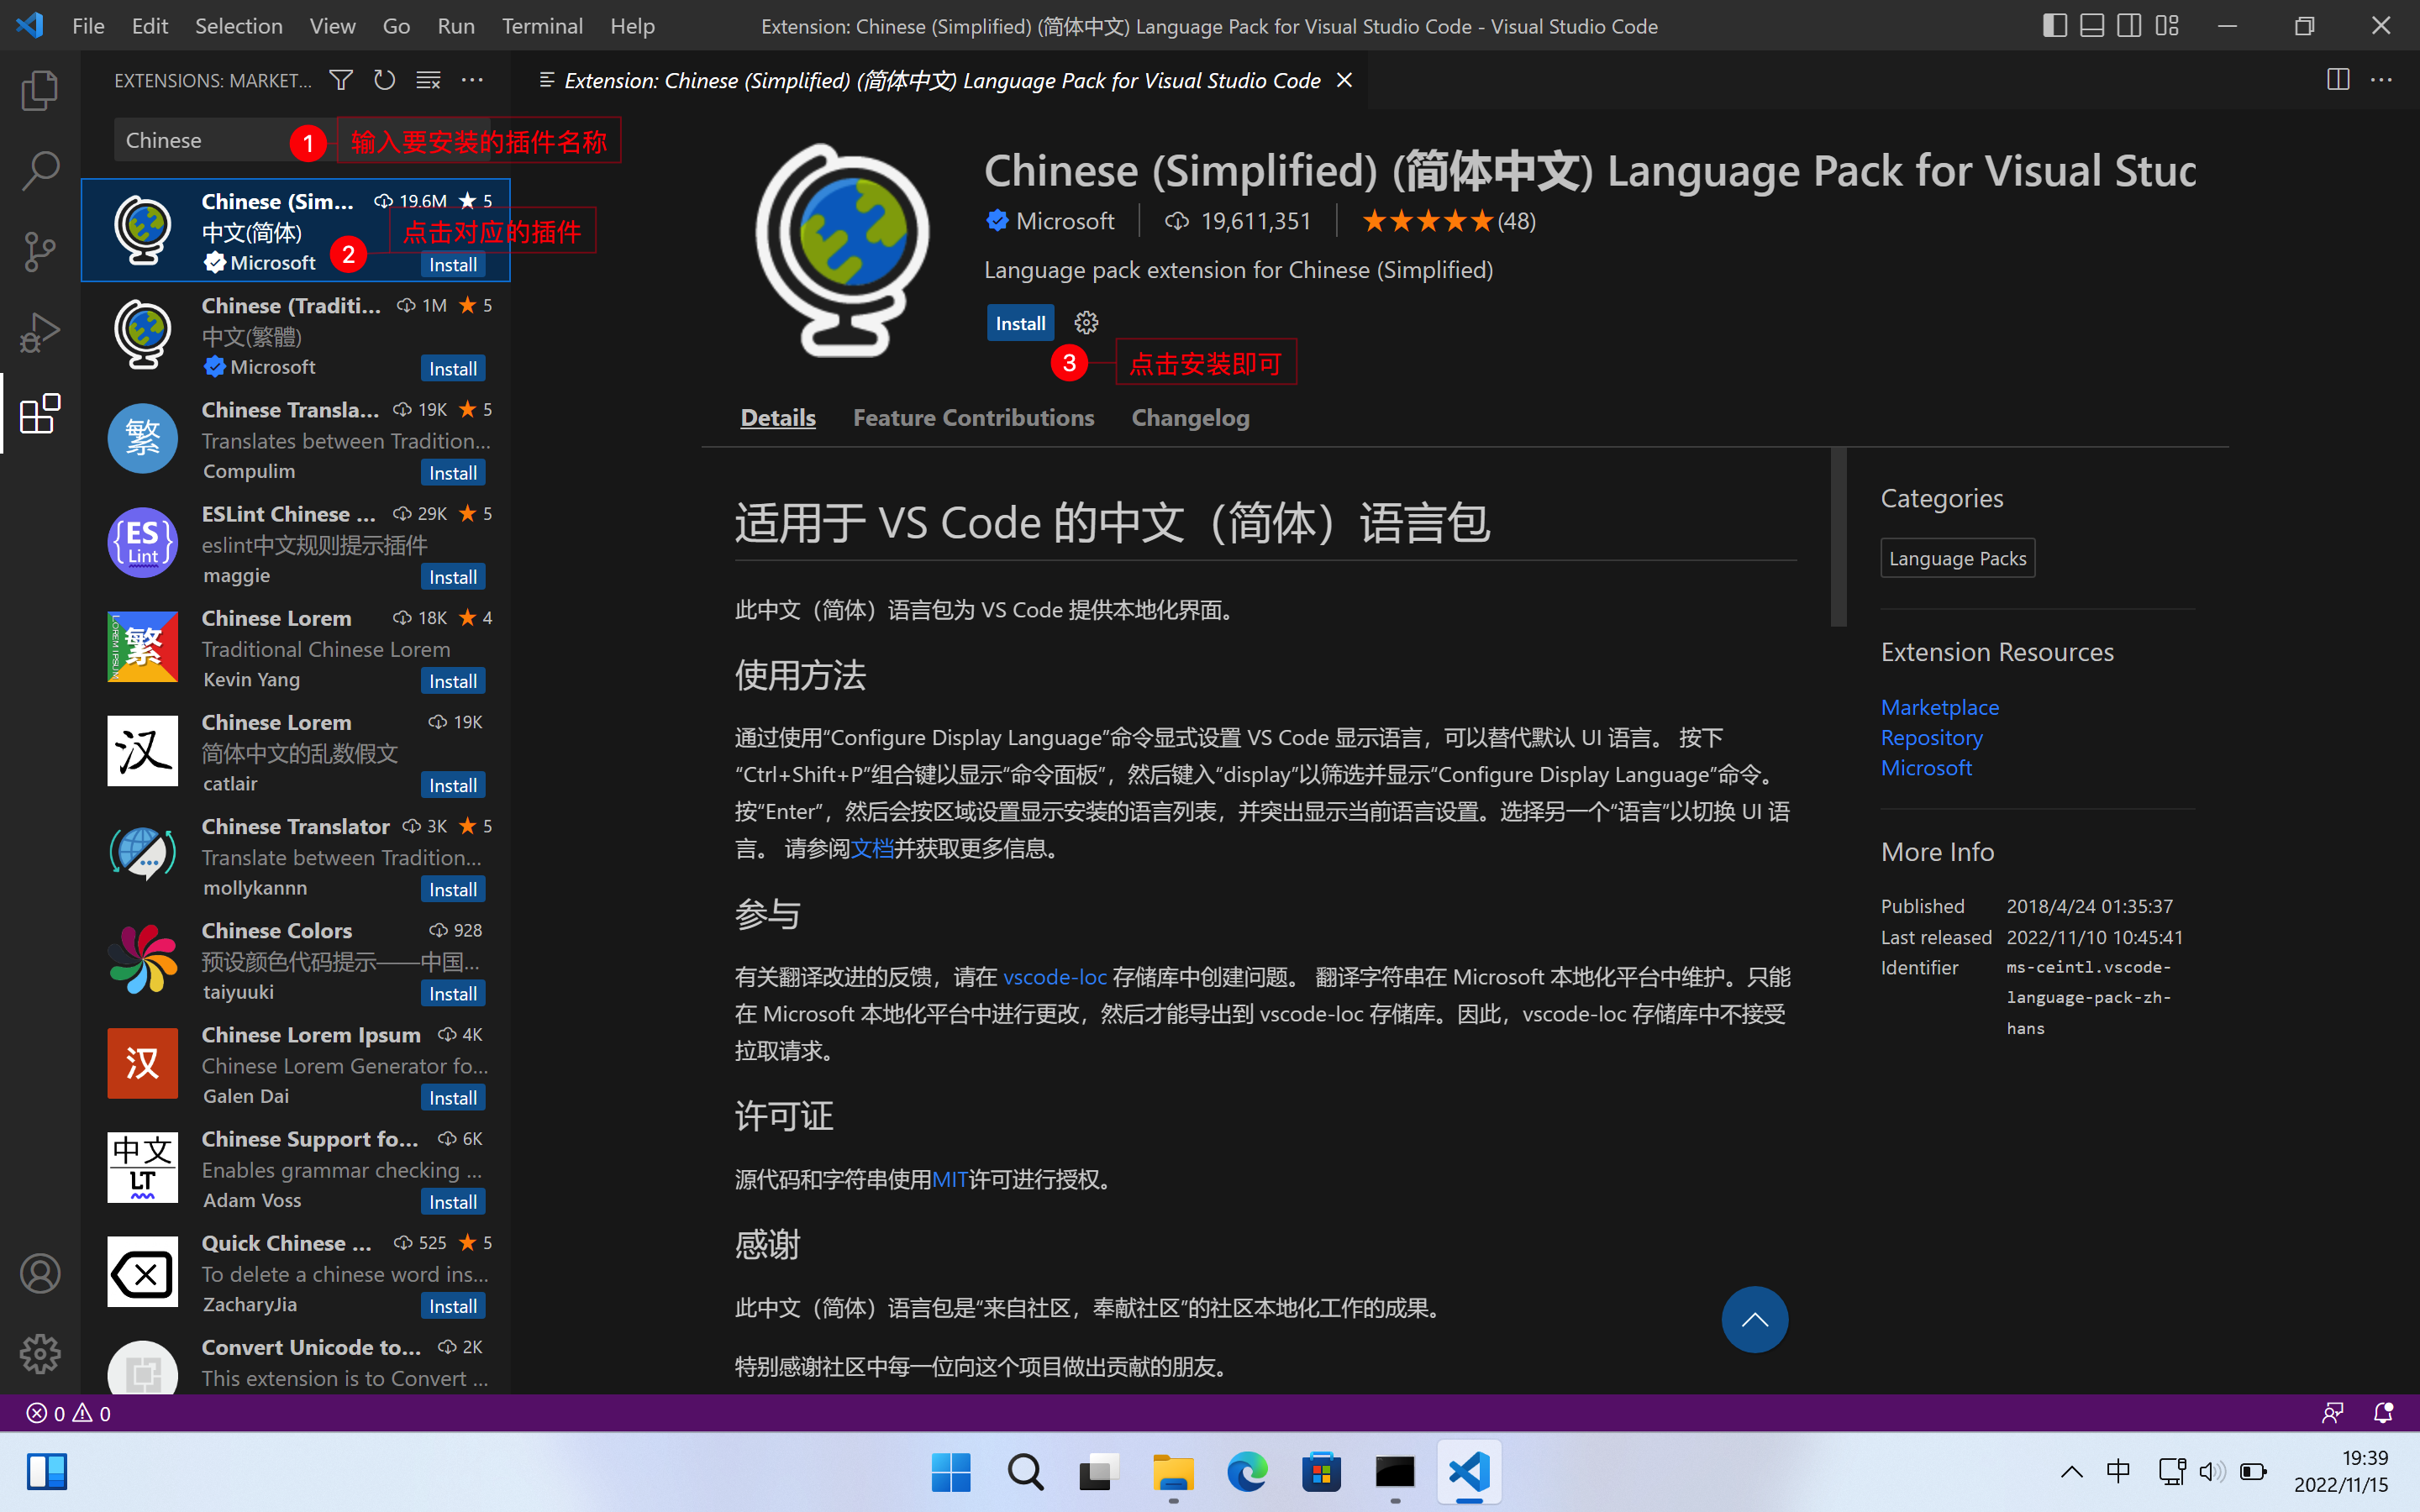 File Edit Selection View Go Run Terminal Help
Extension: Chinese (Simplified) (简体中文) Language Pack for Visual Studio Code - Visual Studio Code
EXTENSIONS: MARKET...
Extension: Chinese (Simplified) (简体中文) Language Pack for Visual Studio Code
Chinese
1 输入要安装的插件名称
Chinese (Sim... 19.6M 5
中文(简体)
Microsoft Install
2 点击对应的插件
Chinese (Traditi... 1M 5
中文(繁體)
Microsoft Install
繁
Chinese Transla... 19K 5
Translates between Tradition...
Compulim Install
{ES}
Lint
ESLint Chinese ... 29K 5
eslint中文规则提示插件
maggie Install
LOREM IPSUM
繁
Chinese Lorem 18K 4
Traditional Chinese Lorem
Kevin Yang Install
汉
Chinese Lorem 19K
简体中文的乱数假文
catlair Install
Chinese Translator 3K 5
Translate between Tradition...
mollykannn Install
Chinese Colors 928
预设颜色代码提示——中国...
taiyuuki Install
汉
Chinese Lorem Ipsum 4K
Chinese Lorem Generator fo...
Galen Dai Install
中文
LT
Chinese Support fo... 6K
Enables grammar checking ...
Adam Voss Install
Quick Chinese ... 525 5
To delete a chinese word ins...
ZacharyJia Install
Convert Unicode to... 2K
This extension is to Convert ...
Chinese (Simplified) (简体中文) Language Pack for Visual Stuc
Microsoft 19,611,351 (48)
Language pack extension for Chinese (Simplified)
Install
3 点击安装即可
Details Feature Contributions Changelog
适用于 VS Code 的中文（简体）语言包
此中文（简体）语言包为 VS Code 提供本地化界面。
使用方法
通过使用“Configure Display Language”命令显式设置 VS Code 显示语言，可以替代默认 UI 语言。 按下
“Ctrl+Shift+P”组合键以显示“命令面板”，然后键入“display”以筛选并显示“Configure Display Language”命令。
按“Enter”，然后会按区域设置显示安装的语言列表，并突出显示当前语言设置。选择另一个“语言”以切换 UI 语
言。 请参阅文档并获取更多信息。
参与
有关翻译改进的反馈，请在 vscode-loc 存储库中创建问题。 翻译字符串在 Microsoft 本地化平台中维护。只能
在 Microsoft 本地化平台中进行更改，然后才能导出到 vscode-loc 存储库。因此，vscode-loc 存储库中不接受
拉取请求。
许可证
源代码和字符串使用MIT许可进行授权。
感谢
此中文（简体）语言包是“来自社区，奉献社区”的社区本地化工作的成果。
特别感谢社区中每一位向这个项目做出贡献的朋友。
Categories
Language Packs
Extension Resources
Marketplace
Repository
Microsoft
More Info
Published 2018/4/24 01:35:37
Last released 2022/11/10 10:45:41
Identifier ms-ceintl.vscode-
language-pack-zh-
hans
0 0
中
19:39
2022/11/15